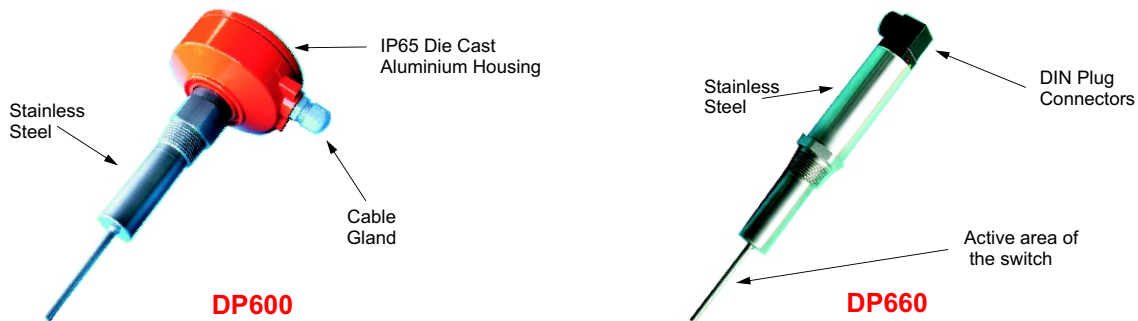 IP65 Die Cast
Aluminium Housing
Stainless
Steel
Cable
Gland
DP600
DIN Plug
Connectors
Stainless
Steel
Active area of
the switch
DP660